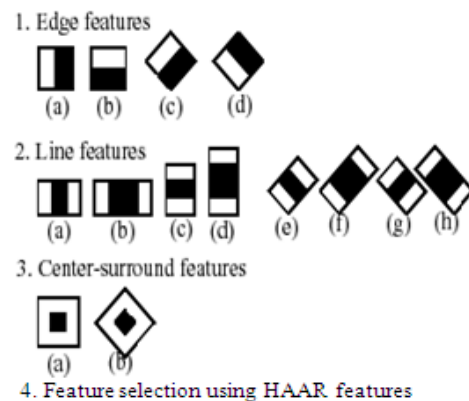 1. Edge features
(a) (b) (c) (d)
2. Line features
(a) (b) (c) (d) (e) (f) (g) (h)
3. Center-surround features
(a) (b)
4. Feature selection using HAAR features